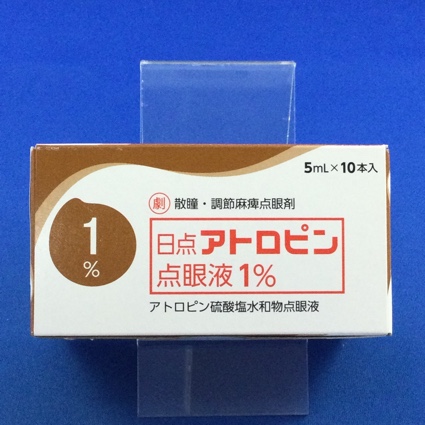 5mL×10本入
劇 散瞳・調節麻痺点眼剤
1
%
日点アトロピン
点眼液1%
アトロピン硫酸塩水和物点眼液